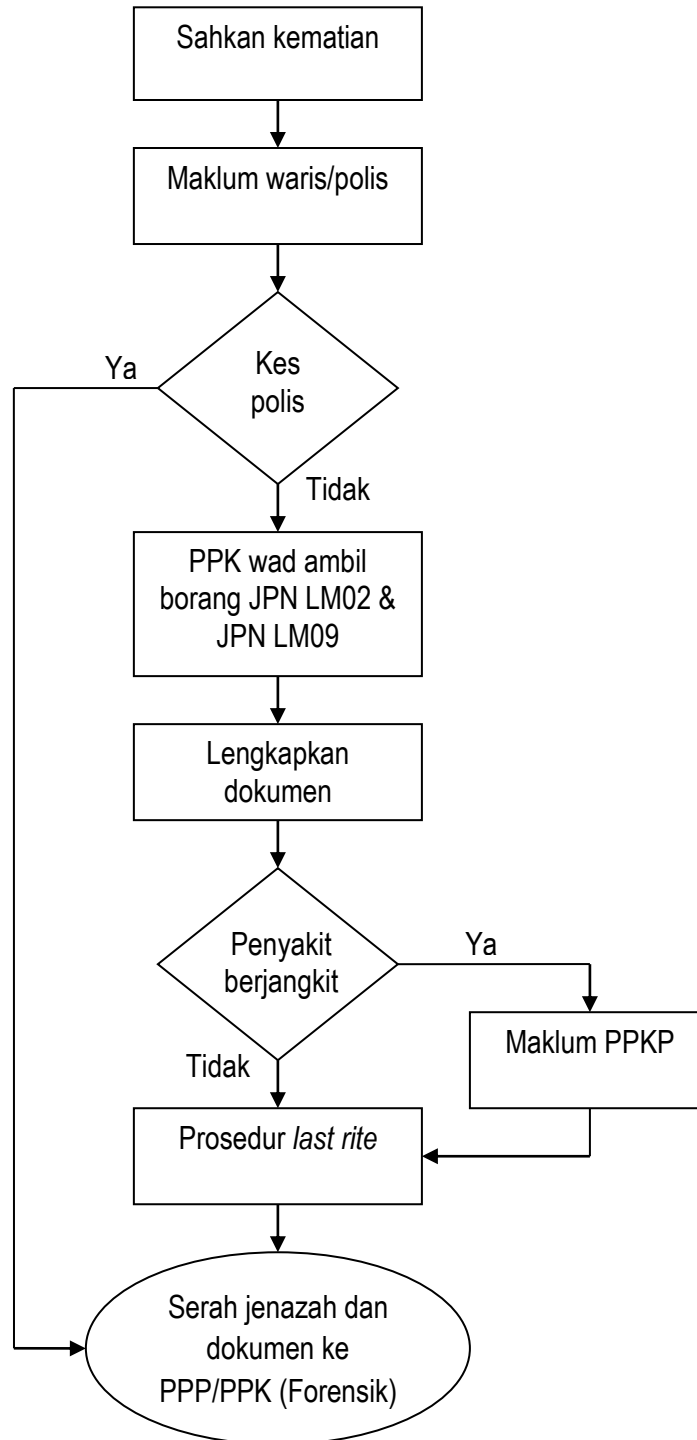 Sahkan kematian
Maklum waris/polis
Kes
polis
Ya
Tidak
PPK wad ambil
borang JPN LM02 &
JPN LM09
Lengkapkan
dokumen
Penyakit
berjangkit
Ya
Maklum PPKP
Tidak
Prosedur last rite
Serah jenazah dan
dokumen ke
PPP/PPK (Forensik)